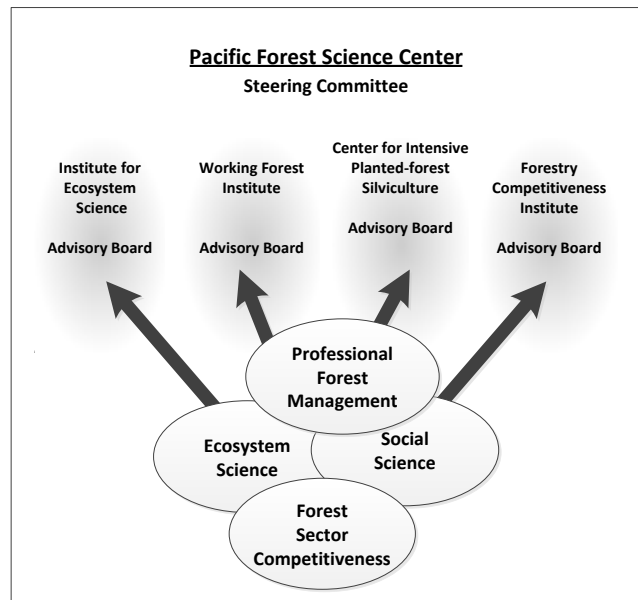 Pacific Forest Science Center
Steering Committee
Institute for
Ecosystem
Science
Advisory Board
Working Forest
Institute
Advisory Board
Center for Intensive
Planted-forest
Silviculture
Advisory Board
Forestry
Competitiveness
Institute
Advisory Board
Professional
Forest
Management
Ecosystem
Science
Social
Science
Forest
Sector
Competitiveness